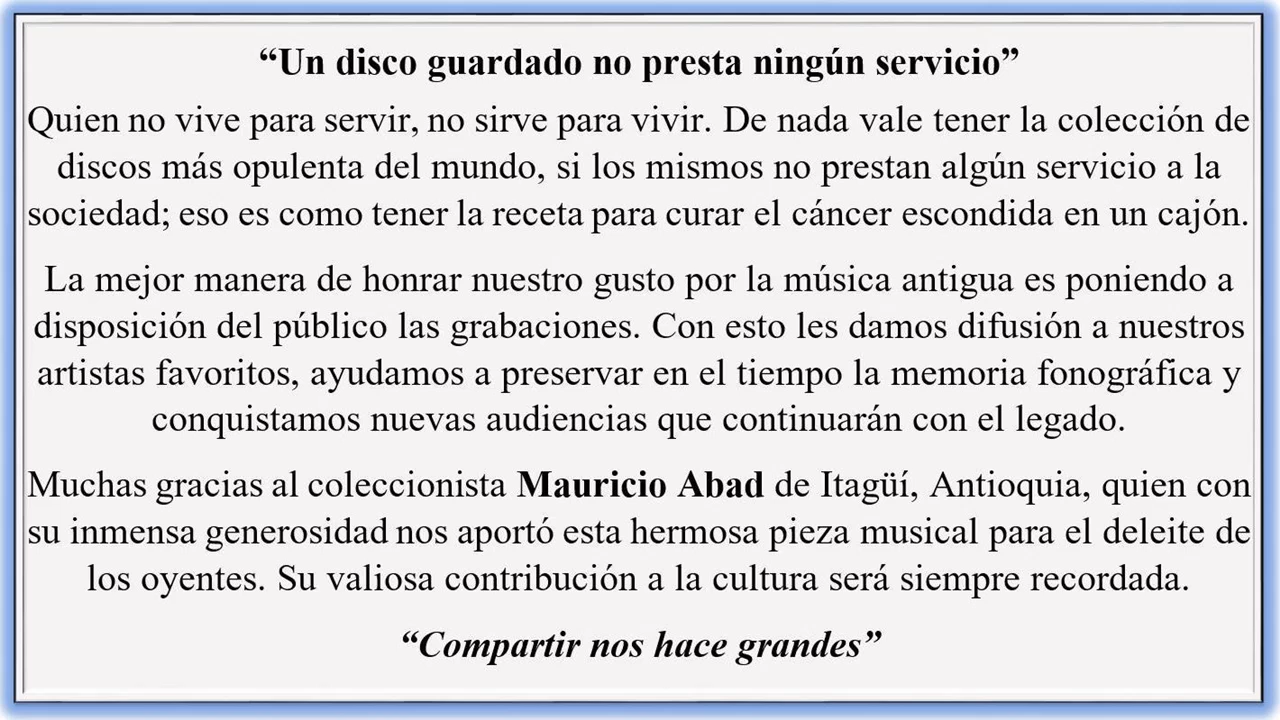 “Un disco guardado no presta ningún servicio”
Quien no vive para servir, no sirve para vivir. De nada vale tener la colección de
discos más opulenta del mundo, si los mismos no prestan algún servicio a la
sociedad; eso es como tener la receta para curar el cáncer escondida en un cajón.
La mejor manera de honrar nuestro gusto por la música antigua es poniendo a
disposición del público las grabaciones. Con esto les damos difusión a nuestros
artistas favoritos, ayudamos a preservar en el tiempo la memoria fonográfica y
conquistamos nuevas audiencias que continuarán con el legado.
Muchas gracias al coleccionista Mauricio Abad de Itagüí, Antioquia, quien con
su inmensa generosidad nos aportó esta hermosa pieza musical para el deleite de
los oyentes. Su valiosa contribución a la cultura será siempre recordada.
“Compartir nos hace grandes”